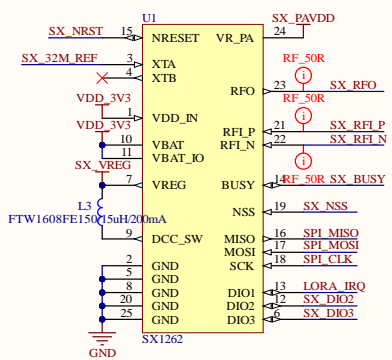 U1
SX_PAVDD
SX_NRST 15 NRESET VR_PA 24
SX_32M_REF 3 XTA
4 XTB
RF_50R
RFO 23 SX_RFO
VDD_3V3
1 VDD_IN
RF_50R
RFI_P 21 SX_RFI_P
VDD_3V3
10 VBAT RFI_N 22 SX_RFI_N
11 VBAT_IO
SX_VREG
7 VREG BUSY 14 RF_50R SX_BUSY
L3
FTW1608FE150/15uH/200mA
NSS 19 SX_NSS
9 DCC_SW MISO 16 SPI_MISO
MOSI 17 SPI_MOSI
2 GND SCK 18 SPI_CLK
5 GND
8 GND DIO1 13 LORA_IRQ
20 GND DIO2 12 SX_DIO2
25 GND DIO3 6 SX_DIO3
GND
SX1262